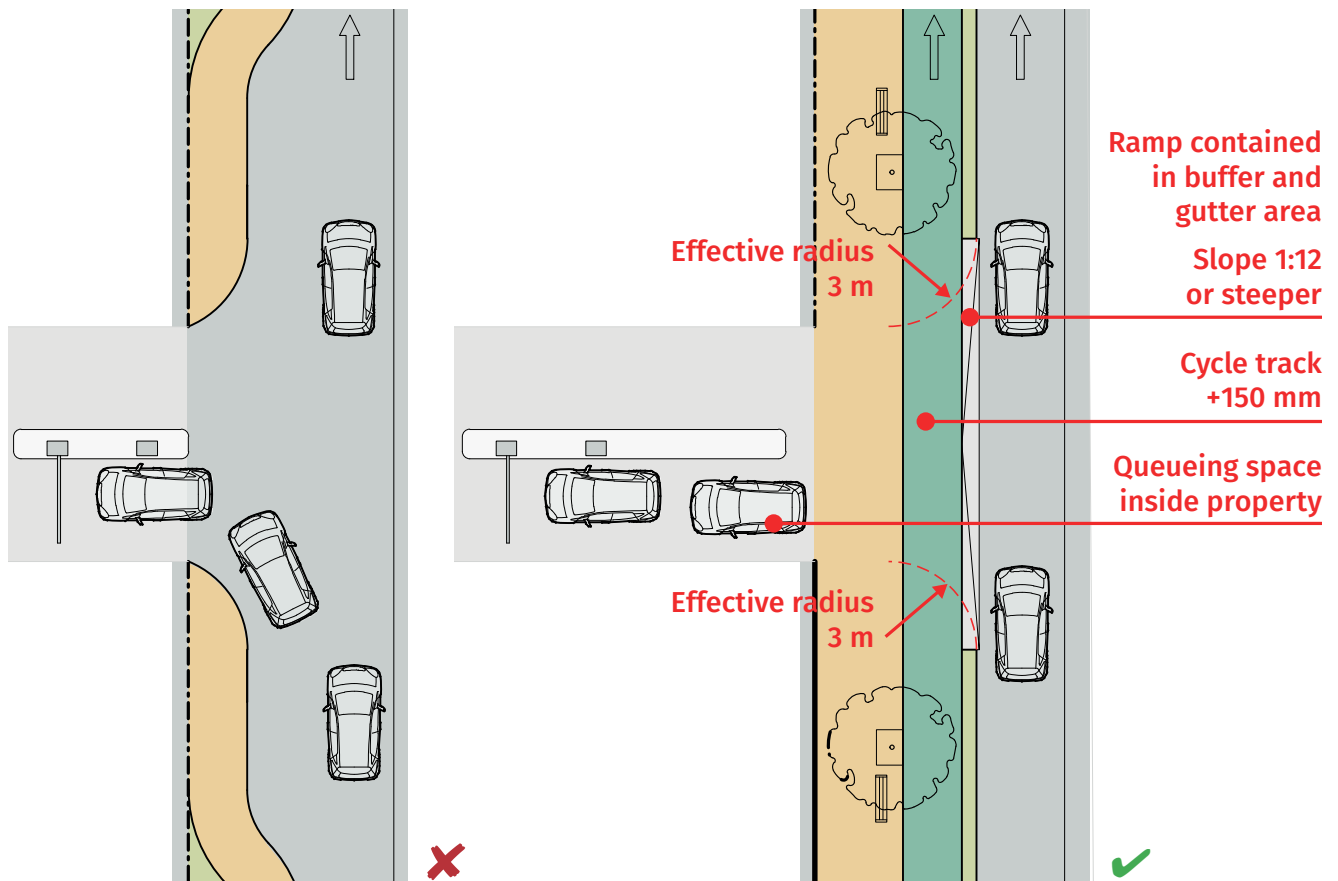 Ramp contained
in buffer and
gutter area
Effective radius
3 m
Slope 1:12
or steeper
Cycle track
+150 mm
Queueing space
inside property
Effective radius
3 m